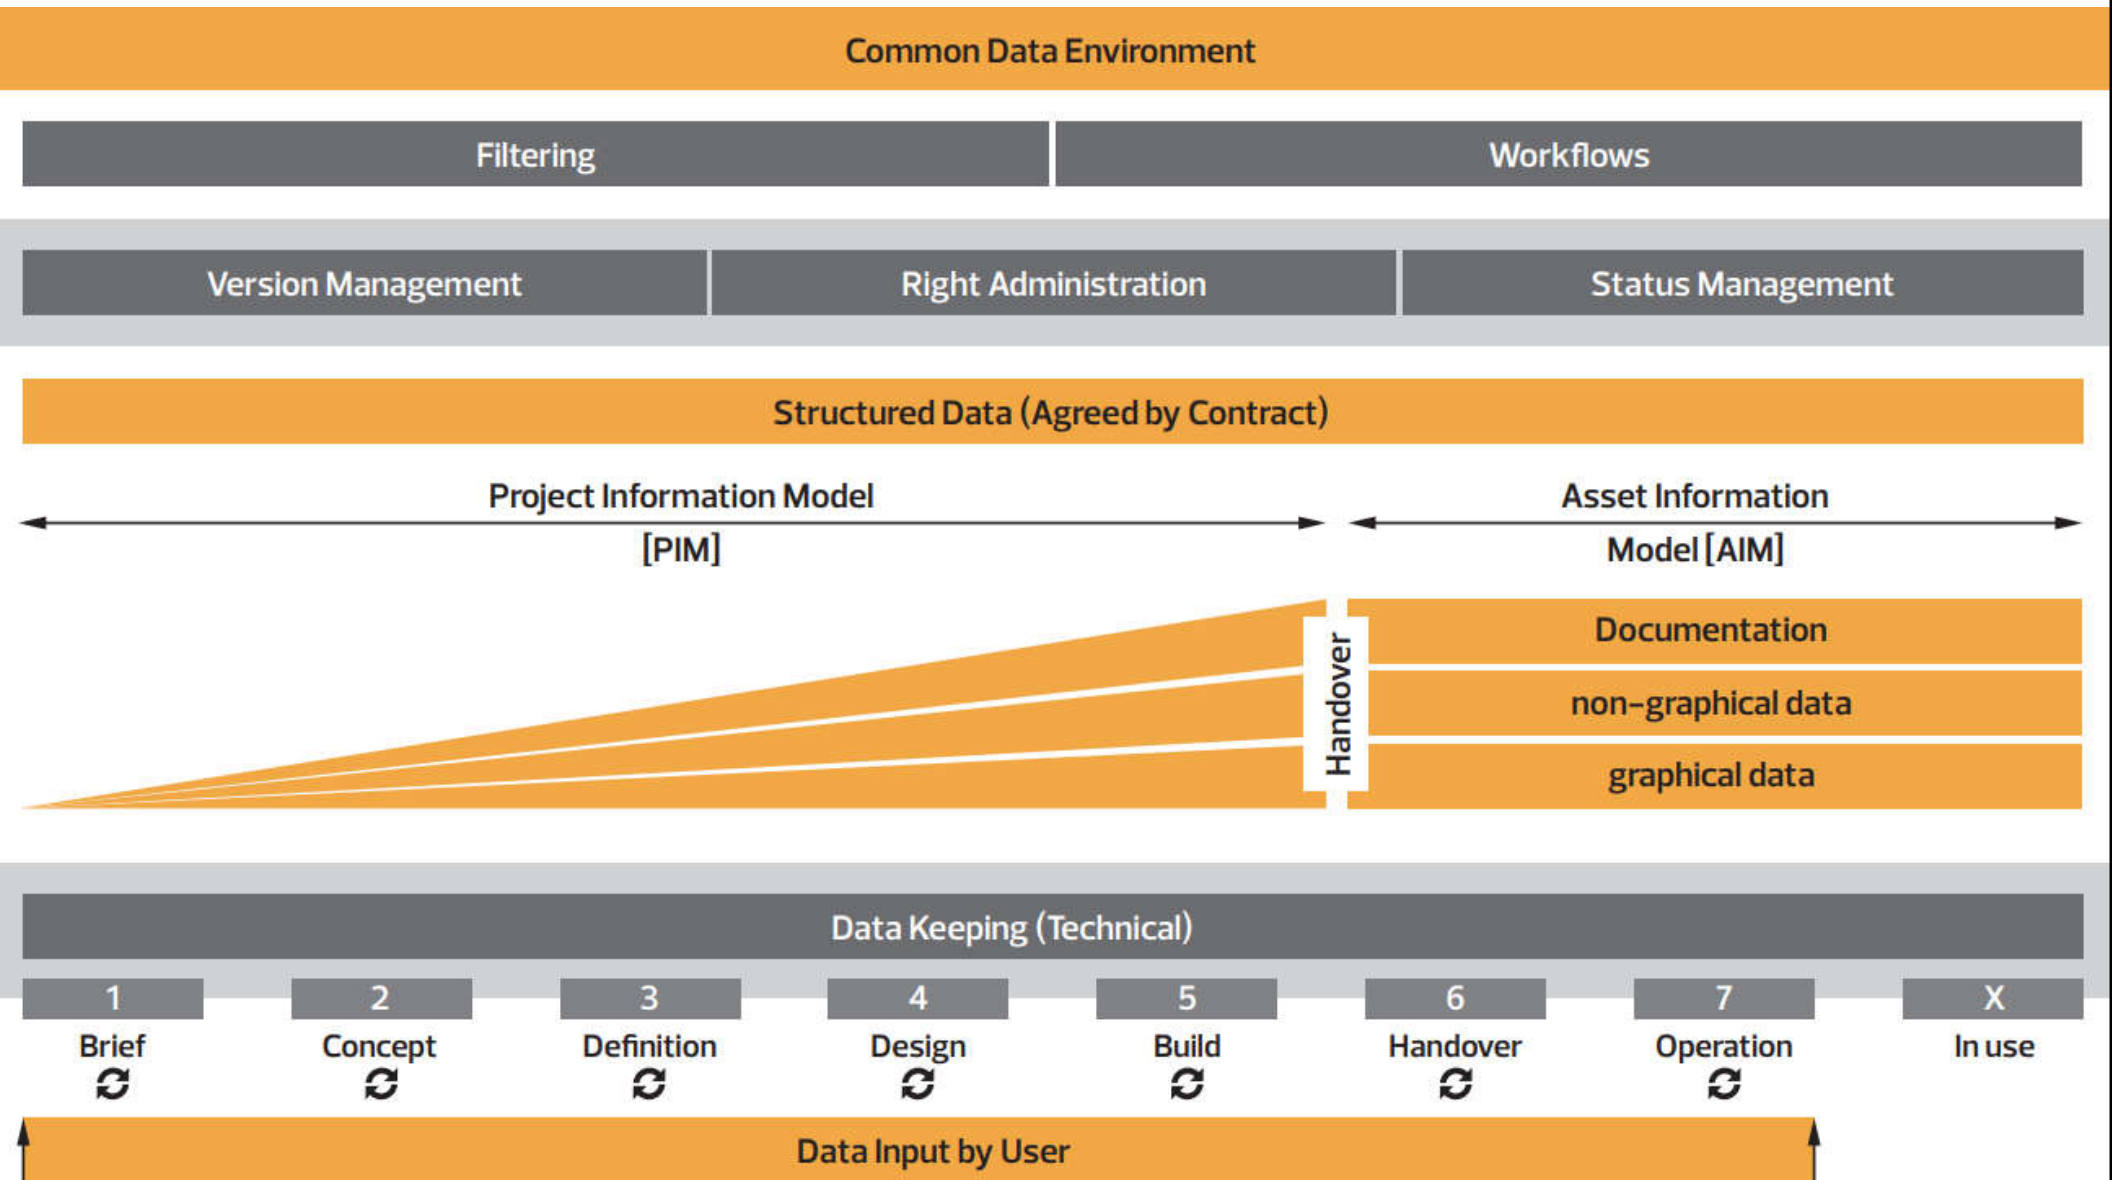 Common Data Environment
Filtering
Workflows
Version Management
Right Administration
Status Management
Structured Data (Agreed by Contract)
Project Information Model
[PIM]
Asset Information
Model [AIM]
Handover
Documentation
non-graphical data
graphical data
Data Keeping (Technical)
1
2
3
4
5
6
7
X
Brief
Concept
Definition
Design
Build
Handover
Operation
In use
Data Input by User